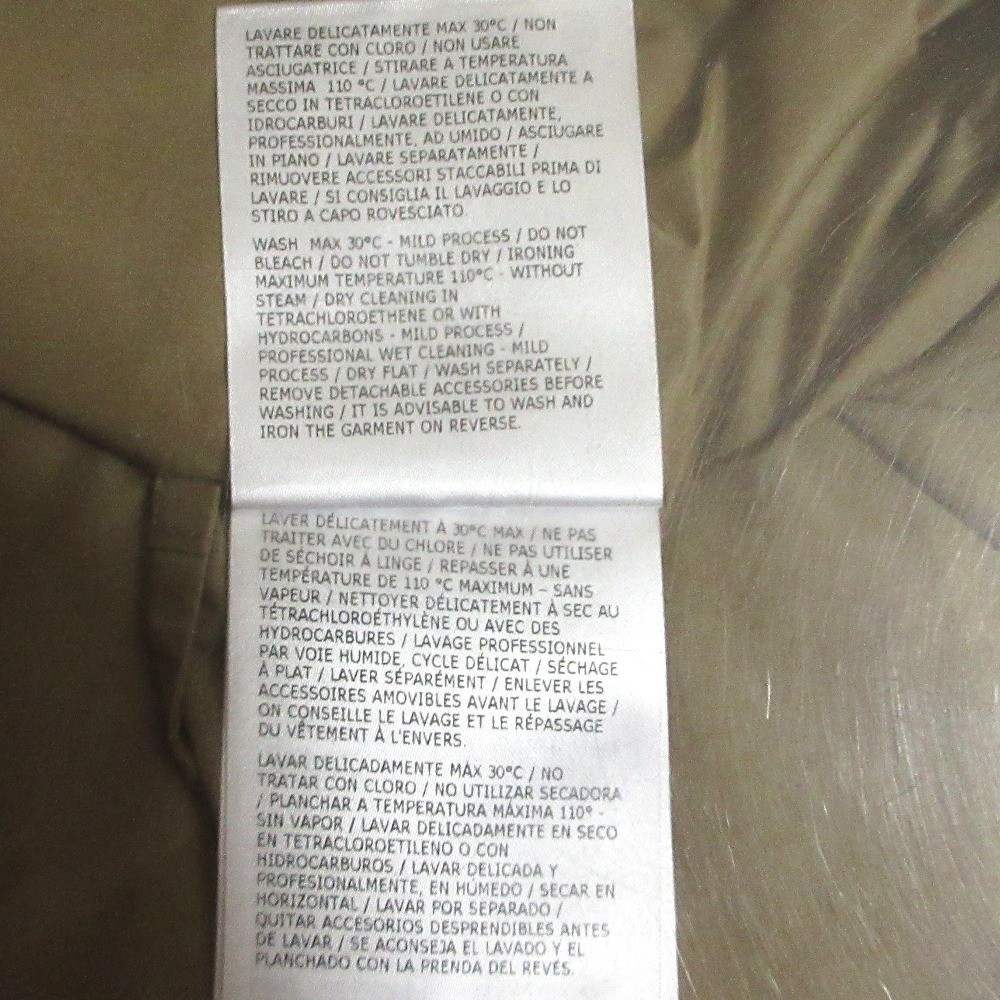 LAVARE DELICATAMENTE MAX 30°C / NON
TRATTARE CON CLORO / NON USARE
ASCIUGATRICE / STIRARE A TEMPERATURA
MASSIMA 110 °C / LAVARE DELICATAMENTE A
SECCO IN TETRACLOROETILENE O CON
IDROCARBURI / LAVARE DELICATAMENTE,
PROFESSIONALMENTE, AD UMIDO / ASCIUGARE
IN PIANO / LAVARE SEPARATAMENTE /
RIMUOVERE ACCESSORI STACCABILI PRIMA DI
LAVARE / SI CONSIGLIA IL LAVAGGIO E LO
STIRO A CAPO ROVESCIATO.
WASH MAX 30°C - MILD PROCESS / DO NOT
BLEACH / DO NOT TUMBLE DRY / IRONING
MAXIMUM TEMPERATURE 110°C - WITHOUT
STEAM / DRY CLEANING IN
TETRACHLOROETHENE OR WITH
HYDROCARBONS - MILD PROCESS /
PROFESSIONAL WET CLEANING - MILD
PROCESS / DRY FLAT / WASH SEPARATELY /
REMOVE DETACHABLE ACCESSORIES BEFORE
WASHING / IT IS ADVISABLE TO WASH AND
IRON THE GARMENT ON REVERSE.
LAVER DÉLICATEMENT À 30°C MAX / NE PAS
TRAITER AVEC DU CHLORE / NE PAS UTILISER
DE SÉCHOIR À LINGE / REPASSER À UNE
TEMPÉRATURE DE 110 °C MAXIMUM – SANS
VAPEUR / NETTOYER DÉLICATEMENT À SEC AU
TÉTRACHLOROÉTHYLÈNE OU AVEC DES
HYDROCARBURES / LAVAGE PROFESSIONNEL
PAR VOIE HUMIDE, CYCLE DÉLICAT / SÉCHAGE
À PLAT / LAVER SÉPARÉMENT / ENLEVER LES
ACCESSOIRES AMOVIBLES AVANT LE LAVAGE /
ON CONSEILLE LE LAVAGE ET LE RÉPASSAGE
DU VÊTEMENT À L'ENVERS.
LAVAR DELICADAMENTE MÁX 30°C / NO
TRATAR CON CLORO / NO UTILIZAR SECADORA
/ PLANCHAR A TEMPERATURA MÁXIMA 110° -
SIN VAPOR / LAVAR DELICADAMENTE EN SECO
EN TETRACLOROETILENO O CON
HIDROCARBUROS / LAVAR DELICADA Y
PROFESIONALMENTE, EN HÚMEDO / SECAR EN
HORIZONTAL / LAVAR POR SEPARADO /
QUITAR ACCESORIOS DESPRENDIBLES ANTES
DE LAVAR / SE ACONSEJA EL LAVADO Y EL
PLANCHADO CON LA PRENDA DEL REVÉS.